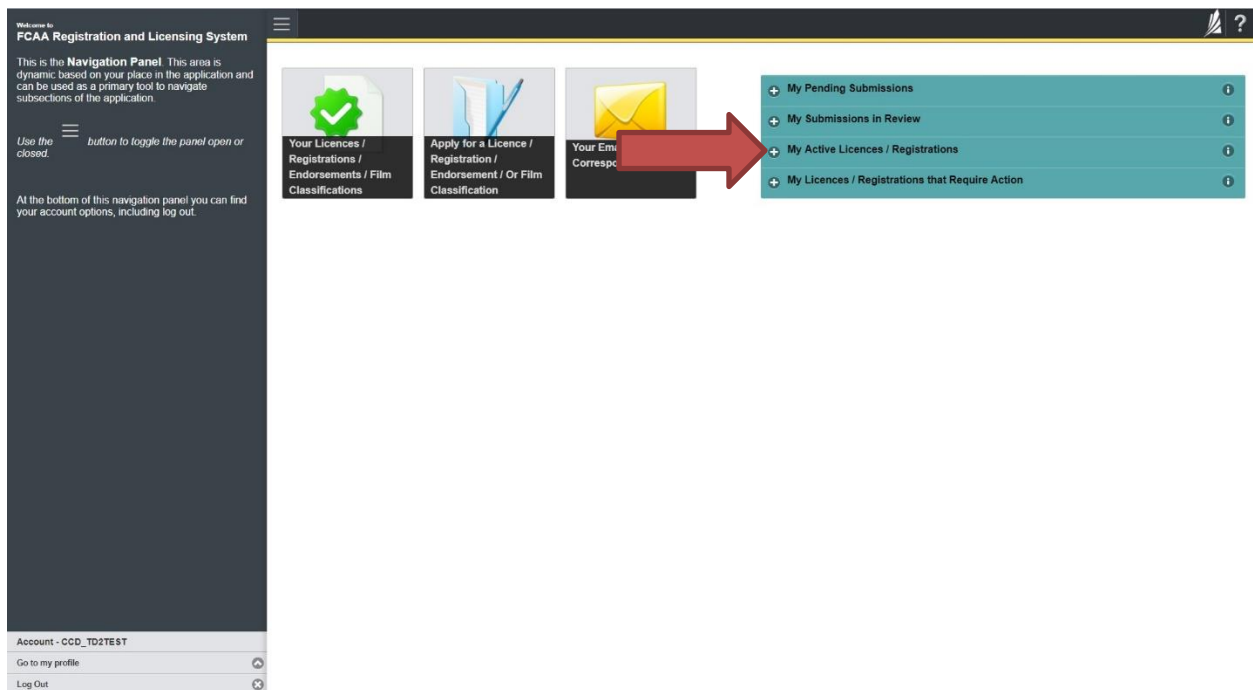 Welcome to
FCAA Registration and Licensing System
This is the Navigation Panel. This area is
dynamic based on your place in the application and
can be used as a primary tool to navigate
subsections of the application.
Use the button to toggle the panel open or
closed.
At the bottom of this navigation panel you can find
your account options, including log out.
Account - CCD_TD2TEST
Go to my profile
Log Out
?
Your Licences /
Registrations /
Endorsements / Film
Classifications
Apply for a Licence /
Registration /
Endorsement / Or Film
Classification
Your
My Pending Submissions
My Submissions in Review
My Active Licences / Registrations
My Licences / Registrations that Require Action